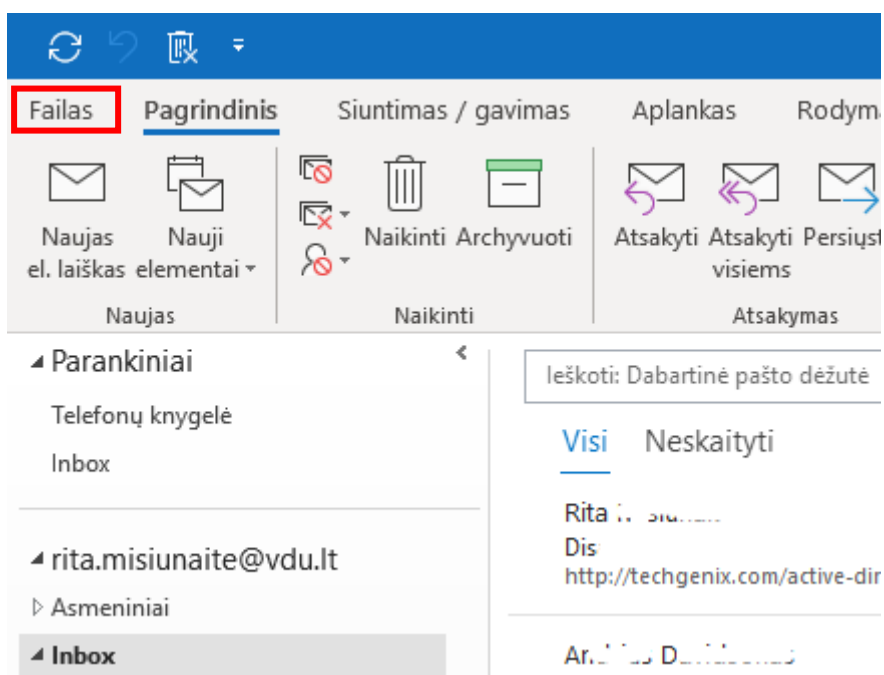 Failas Pagrindinis Siuntimas / gavimas Aplankas
Naujas Nauji Naikinti Archyvuoti Atsakyti Atsakyti
el. laiškas elementai visiems
Naujas Naikinti Atsakymas
Parankiniai
Ieškoti: Dabartinė pašto dėžutė
Telefonų knygelė
Visi Neskaityti
Inbox
Rita
Dis
rita.misiunaite@vdu.lt
http://techgenix.com/active-dir
Asmeniniai
Inbox